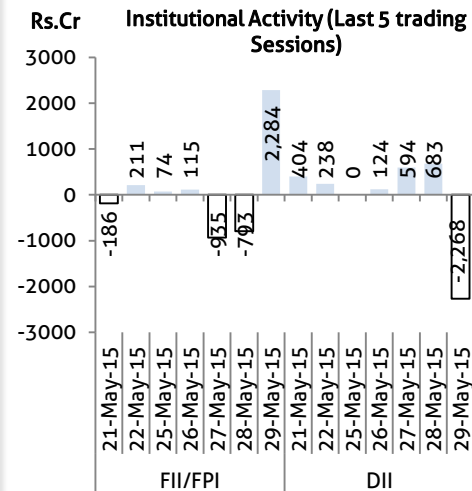 Rs.Cr
Institutional Activity (Last 5 trading
Sessions)
3000
2000
1000
0
-1000
-2000
-3000
-186
211
74
115
-935
-793
2,284
404
238
0
124
594
683
-2,268
21-May-15
22-May-15
25-May-15
26-May-15
27-May-15
28-May-15
29-May-15
21-May-15
22-May-15
25-May-15
26-May-15
27-May-15
28-May-15
29-May-15
FII/FPI
DII